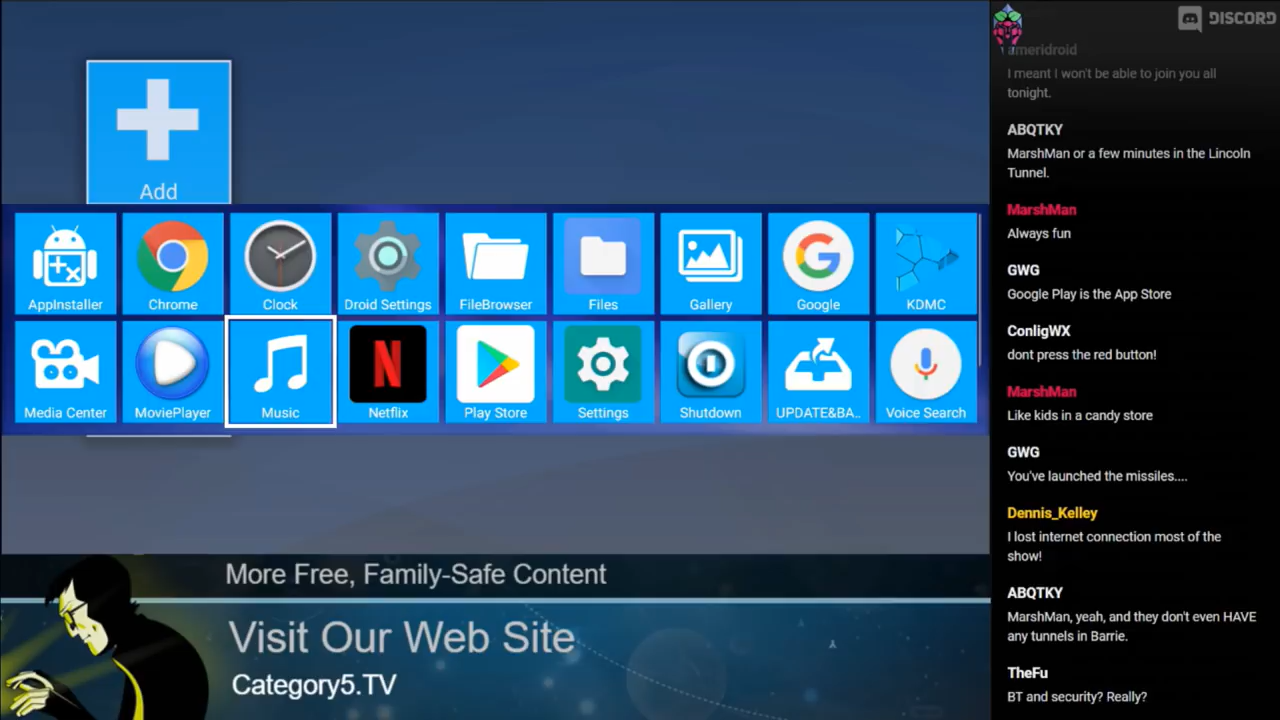 Add
AppInstaller
Chrome
Clock
Droid Settings
FileBrowser
Files
Gallery
Google
KDMC
Media Center
MoviePlayer
Music
Netflix
Play Store
Settings
Shutdown
UPDATE&BA..
Voice Search
More Free, Family-Safe Content
Visit Our Web Site
Category5.TV
DISCORD
ameridroid
I meant I won't be able to join you all
tonight.
ABQTKY
MarshMan or a few minutes in the Lincoln
Tunnel.
MarshMan
Always fun
GWG
Google Play is the App Store
ConligWX
dont press the red button!
MarshMan
Like kids in a candy store
GWG
You've launched the missiles....
Dennis_Kelley
I lost internet connection most of the
show!
ABQTKY
MarshMan, yeah, and they don't even HAVE
any tunnels in Barrie.
TheFu
BT and security? Really?